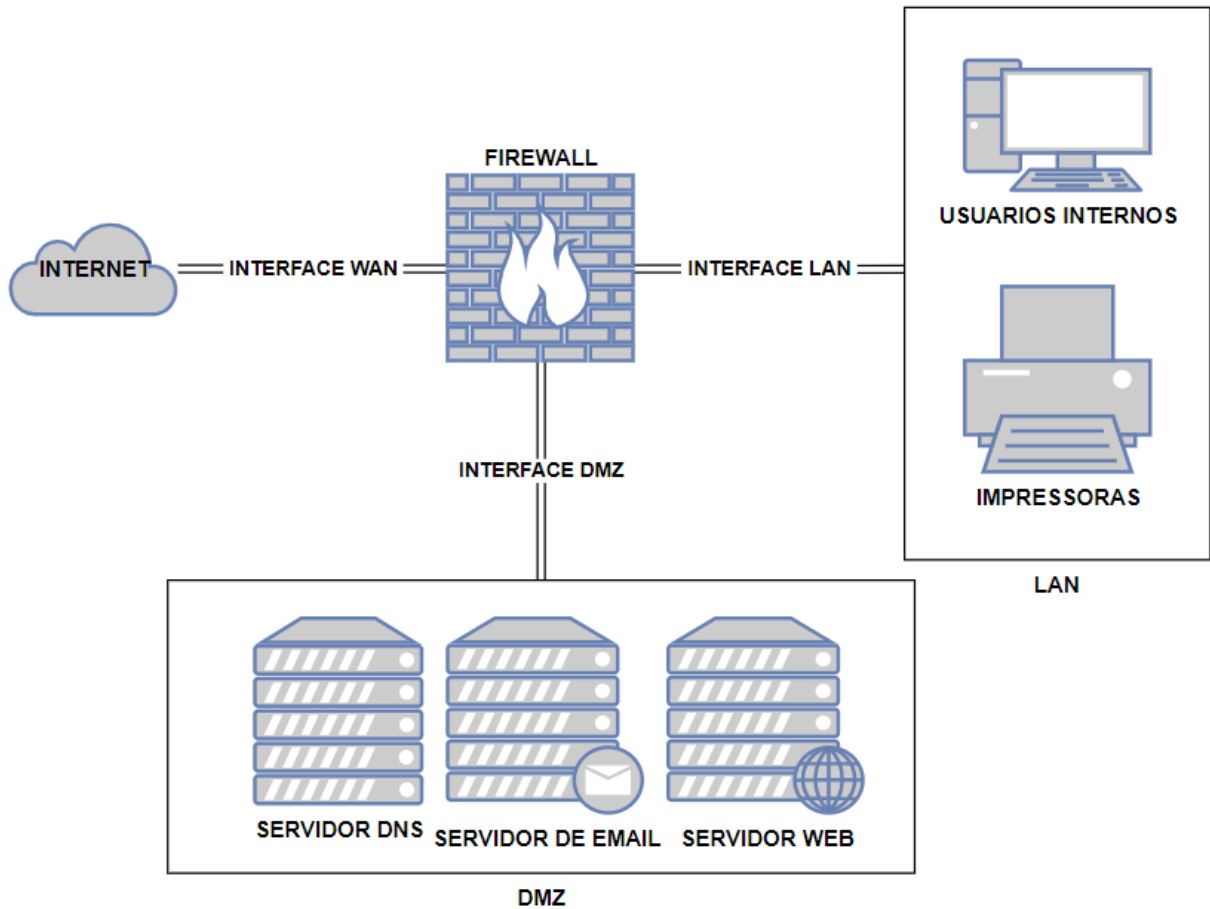 FIREWALL
INTERNET
INTERFACE WAN
INTERFACE LAN
USUARIOS INTERNOS
IMPRESSORAS
LAN
INTERFACE DMZ
SERVIDOR DNS
SERVIDOR DE EMAIL
SERVIDOR WEB
DMZ